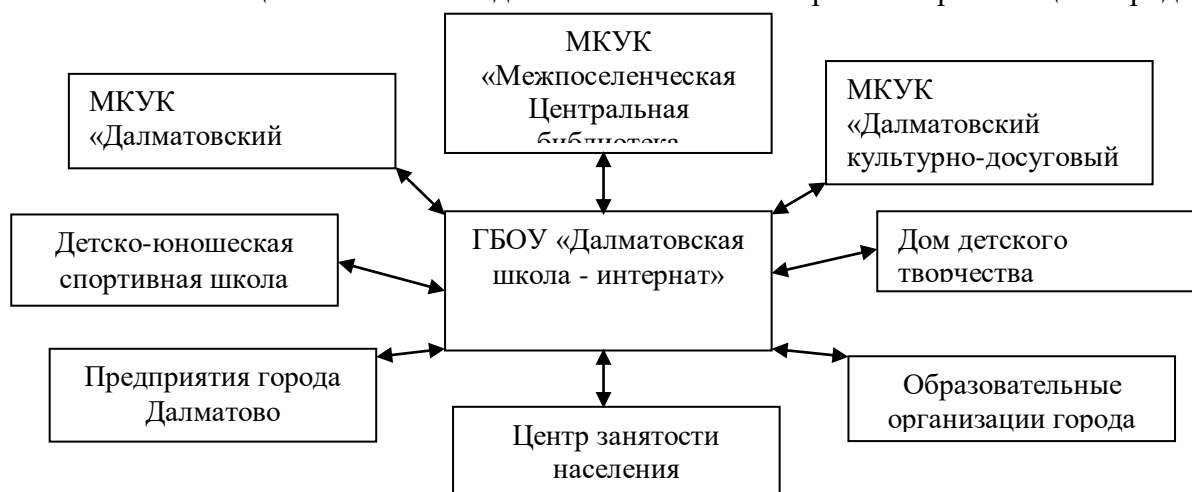 МКУК
«Межпоселенческая
Центральная
библиотека
МКУК
«Далматовский
МКУК
«Далматовский
культурно-досуговый
Детско-юношеская
спортивная школа
ГБОУ «Далматовская
школа - интернат»
Дом детского
творчества
Предприятия города
Далматово
Центр занятости
населения
Образовательные
организации города